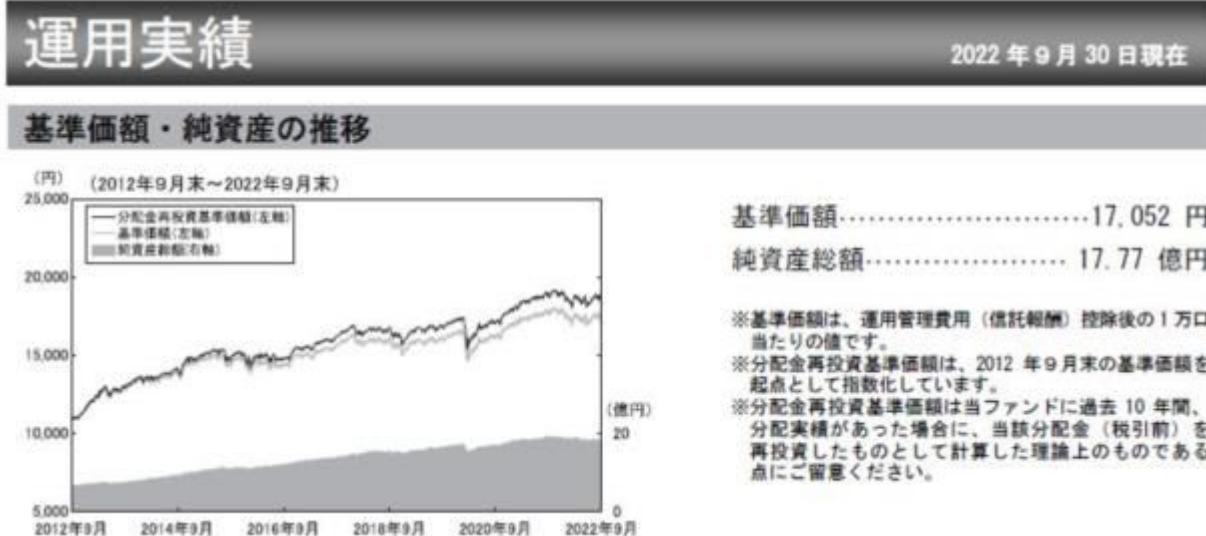 運用実績
2022 年 9 月 30 日現在
基準価額・純資産の推移
(円)
(2012年9月末~2022年9月末)
25,000
分配金再投資基準価額(左軸)
基準価額(左軸)
純資産総額(右軸)
20,000
15,000
(億円)
10,000
20
5,000
0
2012年9月
2014年9月
2016年9月
2018年9月
2020年9月
2022年9月
基準価額··························17,052 円
純資産総額····················· 17.77 億円
※基準価額は、運用管理費用(信託報酬)控除後の1万口
当たりの値です。
※分配金再投資基準価額は、2012 年9月末の基準価額を
起点として指数化しています。
※分配金再投資基準価額は当ファンドに過去 10 年間、
分配実績があった場合に、当該分配金(税引前)を
再投資したものとして計算した理論上のものである
点にご留意ください。